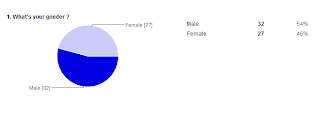 1. What's your gender ?
Female [27]
Male [32]
Male 32 54%
Female 27 46%